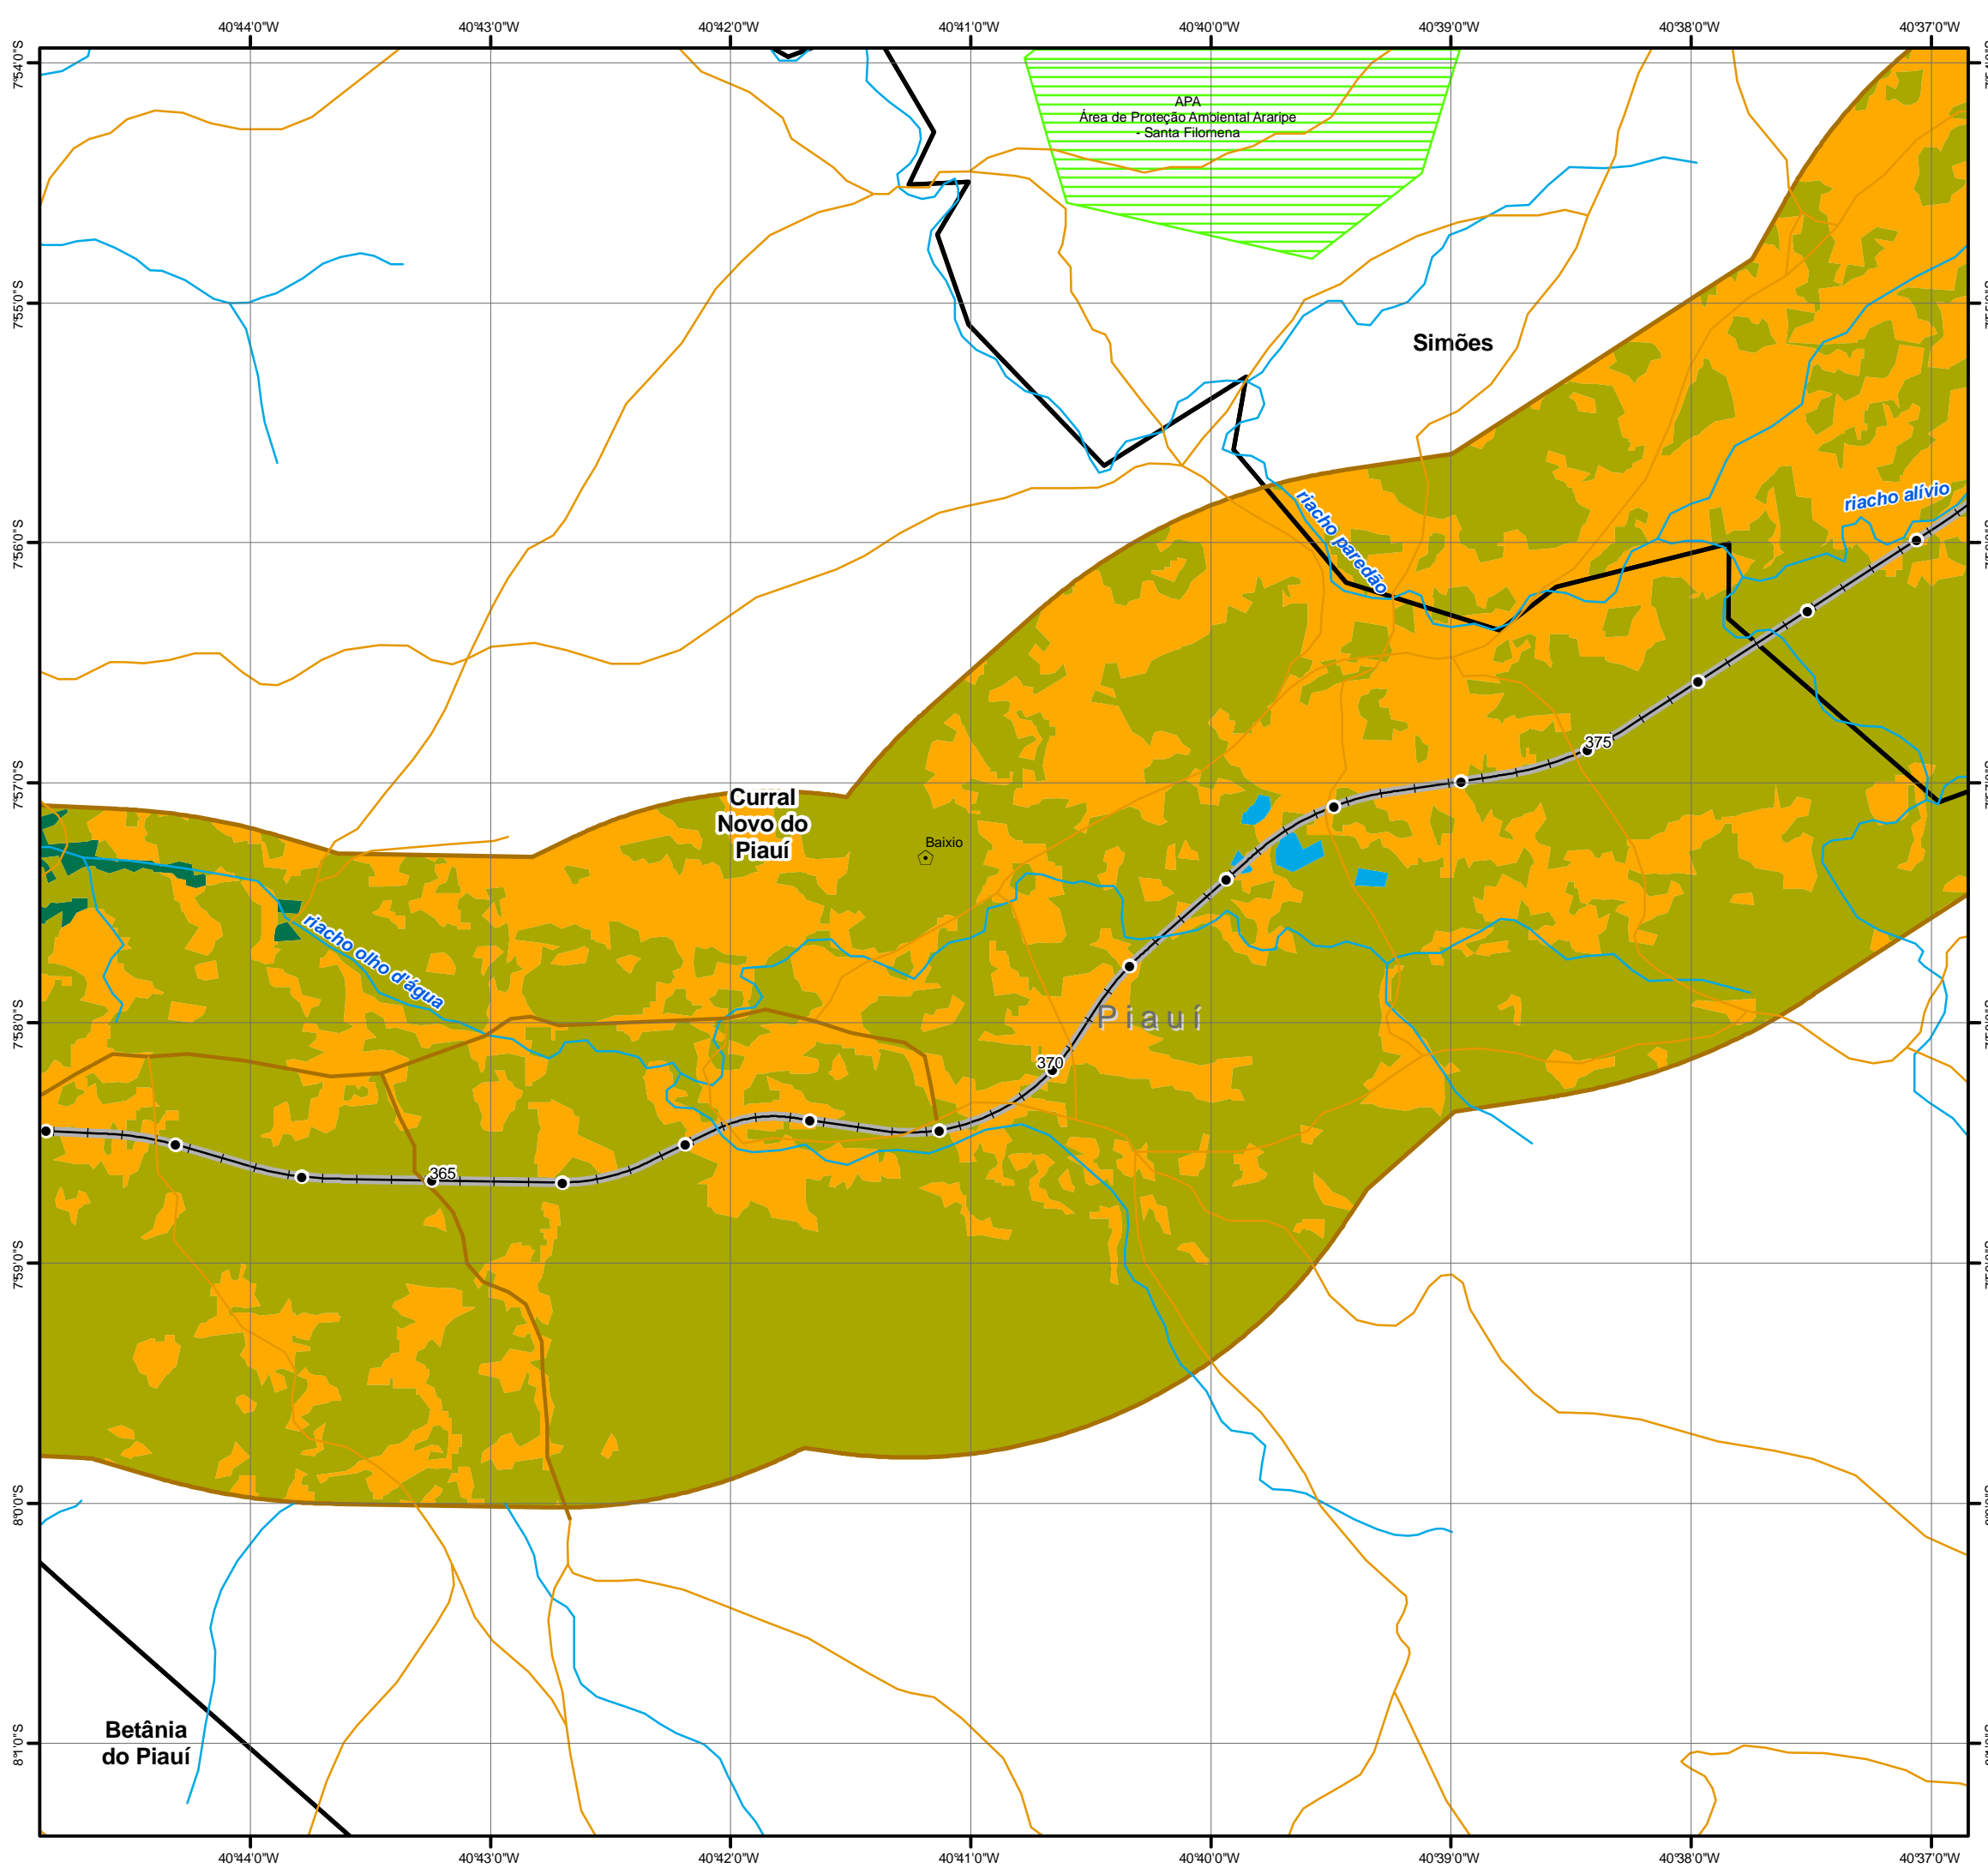 40°44'0"W 40°43'0"W 40°42'0"W 40°41'0"W 40°40'0"W 40°39'0"W 40°38'0"W 40°37'0"W
7°54'0"S
APA
Área de Proteção Ambiental Araripe
- Santa Filomena
7°55'0"S
Simões
riacho alívio
riacho paredão
7°56'0"S
375
7°57'0"S
Curral
Novo do
Piauí
Baixio
riacho olho d'água
Piauí
7°58'0"S
370
365
7°59'0"S
8°0'0"S
Betânia
do Piauí
8°1'0"S
40°44'0"W 40°43'0"W 40°42'0"W 40°41'0"W 40°40'0"W 40°39'0"W 40°38'0"W 40°37'0"W